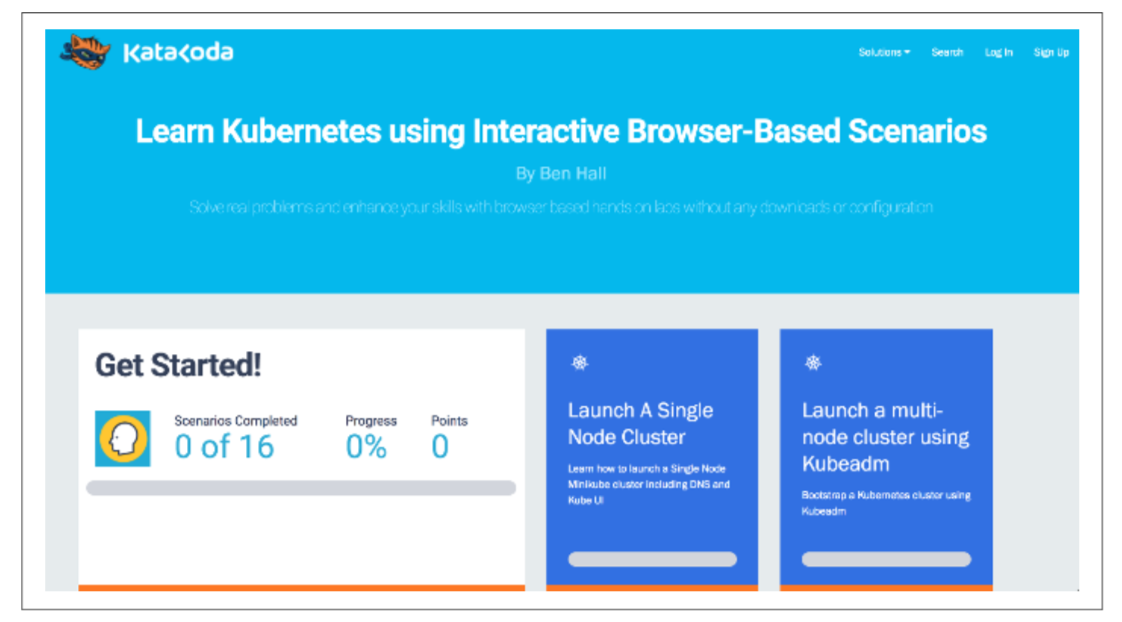 Katacoda
Solutions
Search
Log In
Sign Up
Learn Kubernetes using Interactive Browser-Based Scenarios
By Ben Hall
Solve real problems and enhance your skills with browser based hands on labs without any downloads or configuration
Get Started!
Scenarios Completed
0 of 16
Progress
0%
Points
0
Launch A Single
Node Cluster
Learn how to launch a Single Node
Minikube cluster including DNS and
Kube UI
Launch a multi-
node cluster using
Kubeadm
Bootstrap a Kubernetes cluster using
Kubeadm